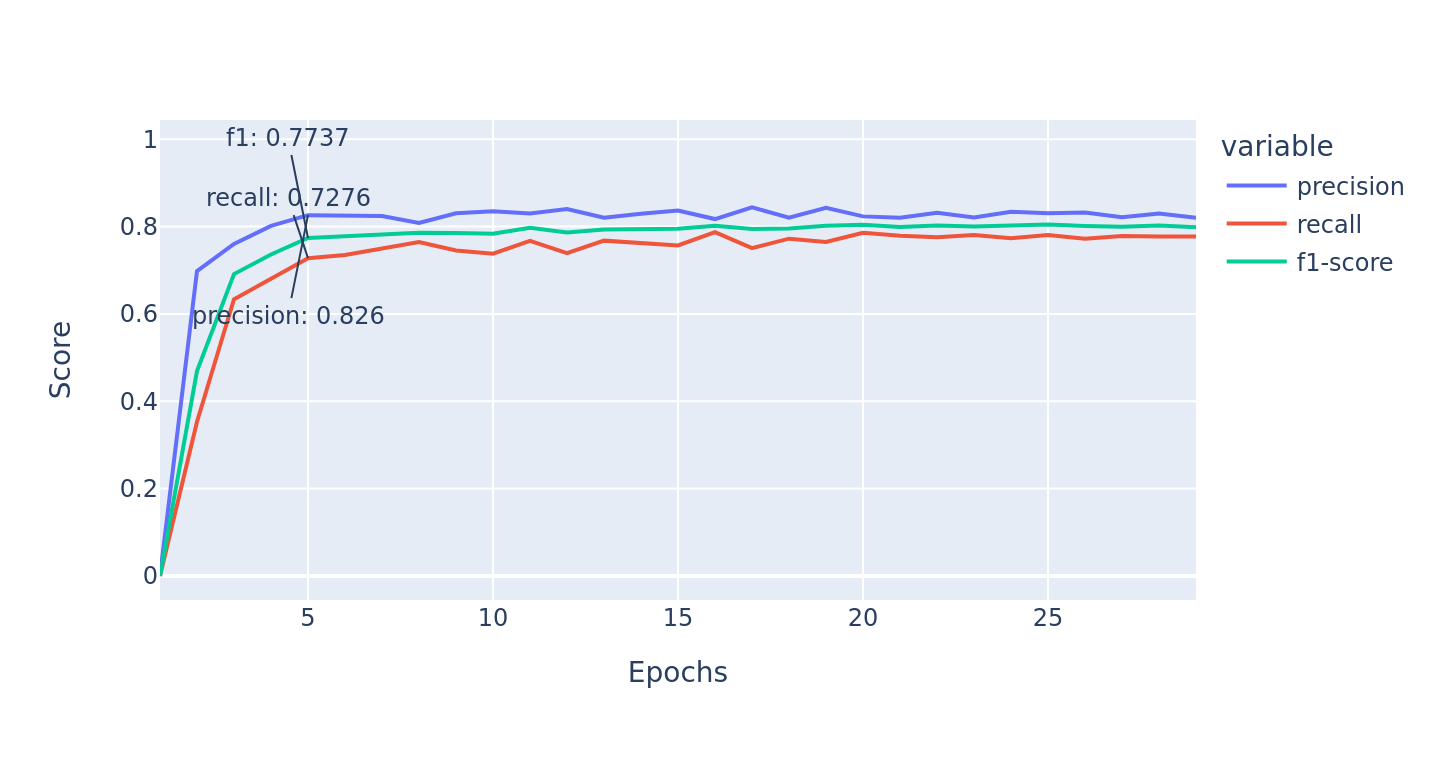 f1: 0.7737
recall: 0.7276
precision: 0.826
1
0.8
0.6
0.4
0.2
0
Score
5 10 15 20 25
Epochs
variable
precision
recall
f1-score